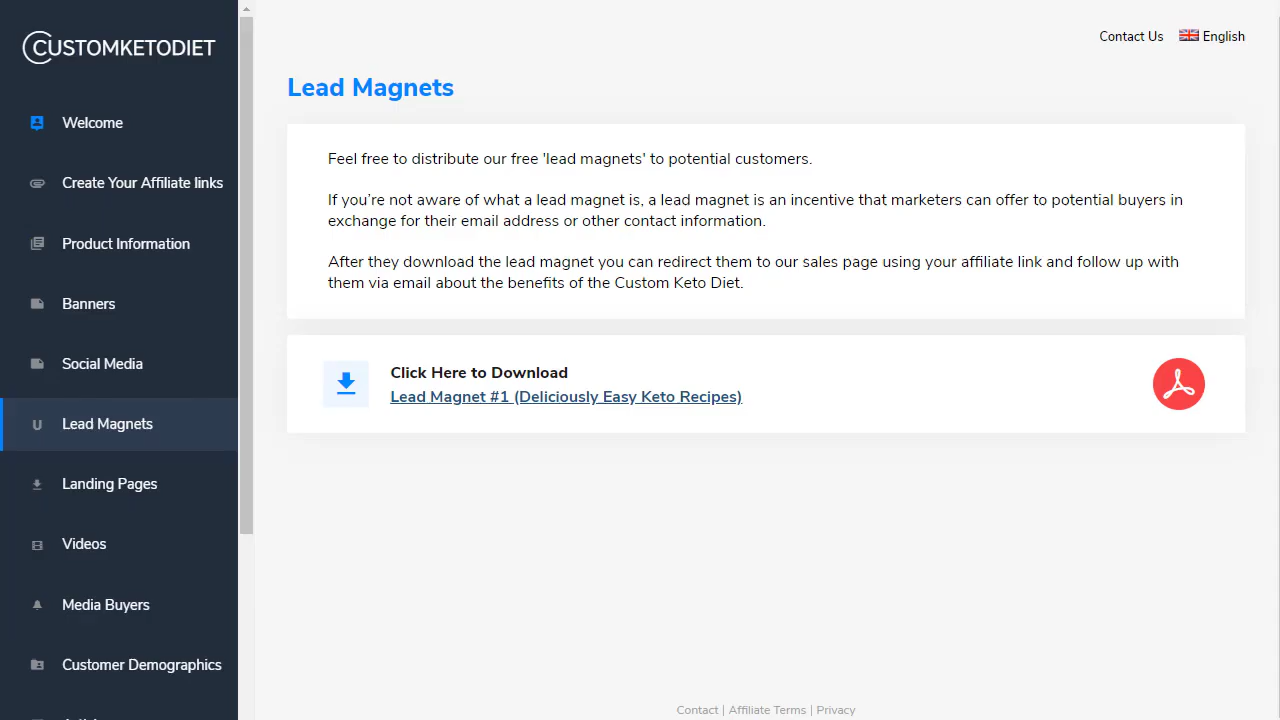 CUSTOMKETODIET
Welcome
Create Your Affiliate links
Product Information
Banners
Social Media
Lead Magnets
Landing Pages
Videos
Media Buyers
Customer Demographics
Contact Us
English
Lead Magnets
Feel free to distribute our free 'lead magnets' to potential customers.
If you’re not aware of what a lead magnet is, a lead magnet is an incentive that marketers can offer to potential buyers in
exchange for their email address or other contact information.
After they download the lead magnet you can redirect them to our sales page using your affiliate link and follow up with
them via email about the benefits of the Custom Keto Diet.
Click Here to Download
Lead Magnet #1 (Deliciously Easy Keto Recipes)
Contact | Affiliate Terms | Privacy